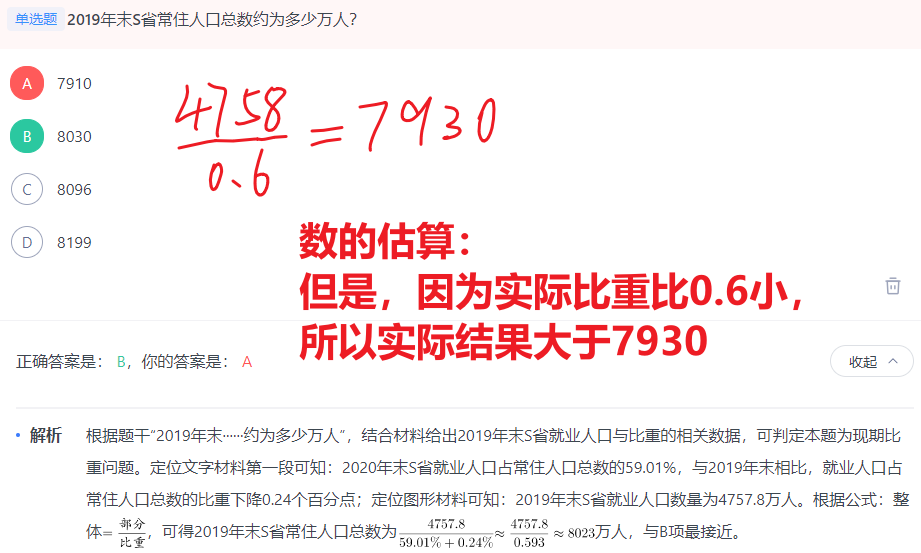 单选题 2019年末S省常住人口总数约为多少万人?
A 7910
B 8030
C 8096
D 8199
4758
0.6
=7930
数的估算：
但是，因为实际比重比0.6小，
所以实际结果大于7930
正确答案是： B，你的答案是： A
收起
解析
根据题干“2019年末······约为多少万人”，结合材料给出2019年末S省就业人口与比重的相关数据，可判定本题为现期比
重问题。定位文字材料第一段可知：2020年末S省就业人口占常住人口总数的59.01%，与2019年末相比，就业人口占
常住人口总数的比重下降0.24个百分点；定位图形材料可知：2019年末S省就业人口数量为4757.8万人。根据公式：整
体=部分/比重，可得2019年末S省常住人口总数为4757.8/59.01%+0.24%≈4757.8/0.593≈8023万人，与B项最接近。